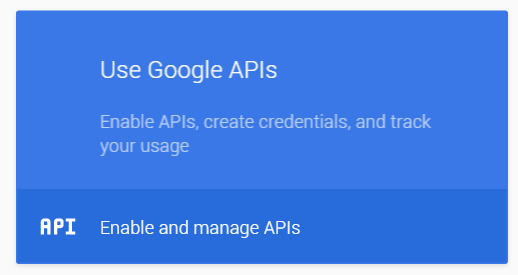 Use Google APIs
Enable APIs, create credentials, and track
your usage
API Enable and manage APIs